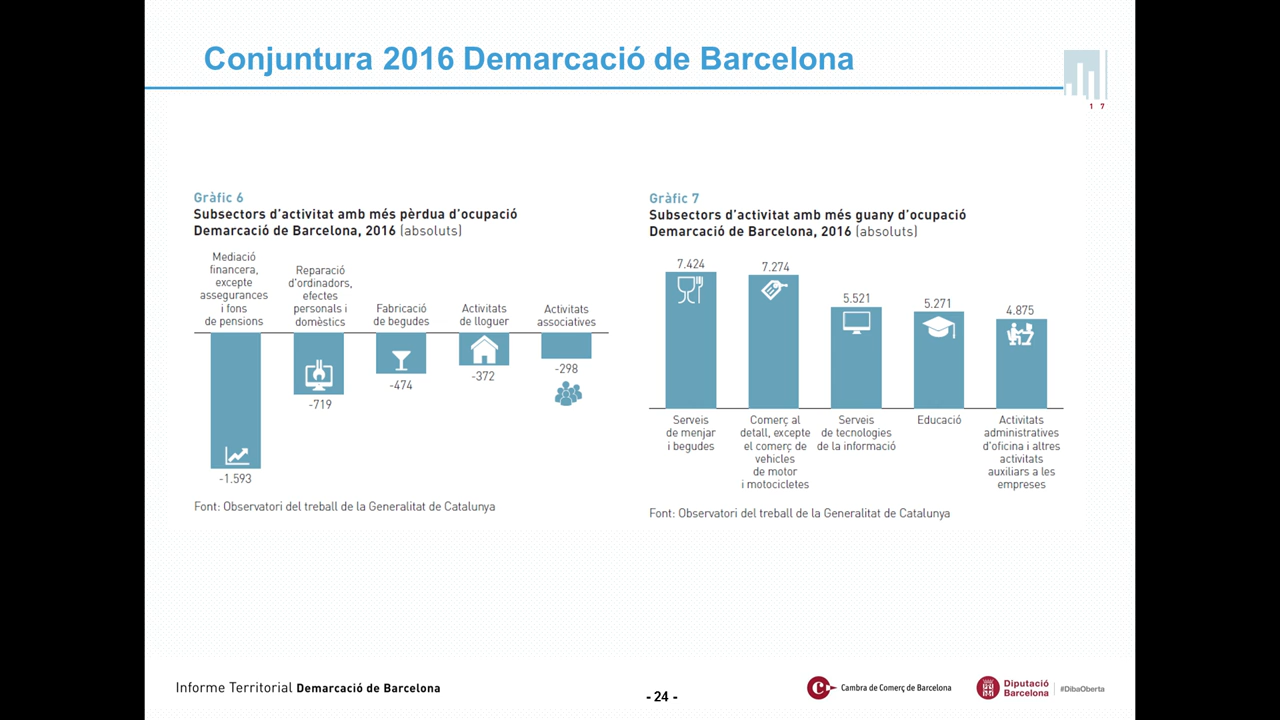 Conjuntura 2016 Demarcació de Barcelona
1 7
Gràfic 6
Subsectors d'activitat amb més pèrdua d'ocupació
Demarcació de Barcelona, 2016 (absoluts)
Mediació
financera,
excepte
assegurances
i fons
de pensions
Reparació
d'ordinadors,
efectes
personals i
domèstics
Fabricació
de begudes
Activitats
de lloguer
Activitats
associatives
-1.593
-719
-474
-372
-298
Font: Observatori del treball de la Generalitat de Catalunya
Gràfic 7
Subsectors d'activitat amb més guany d'ocupació
Demarcació de Barcelona, 2016 (absoluts)
7.424
7.274
5.521
5.271
4.875
Serveis
de menjar
i begudes
Comerç al
detall, excepte
el comerç de
vehicles
de motor
i motocicletes
Serveis
de tecnologies
de la informació
Educació
Activitats
administratives
d'oficina i altres
activitats
auxiliars a les
empreses
Font: Observatori del treball de la Generalitat de Catalunya
Informe Territorial Demarcació de Barcelona
- 24 -
Cambra de Comerç de Barcelona
Diputació
Barcelona
#DibaOberta